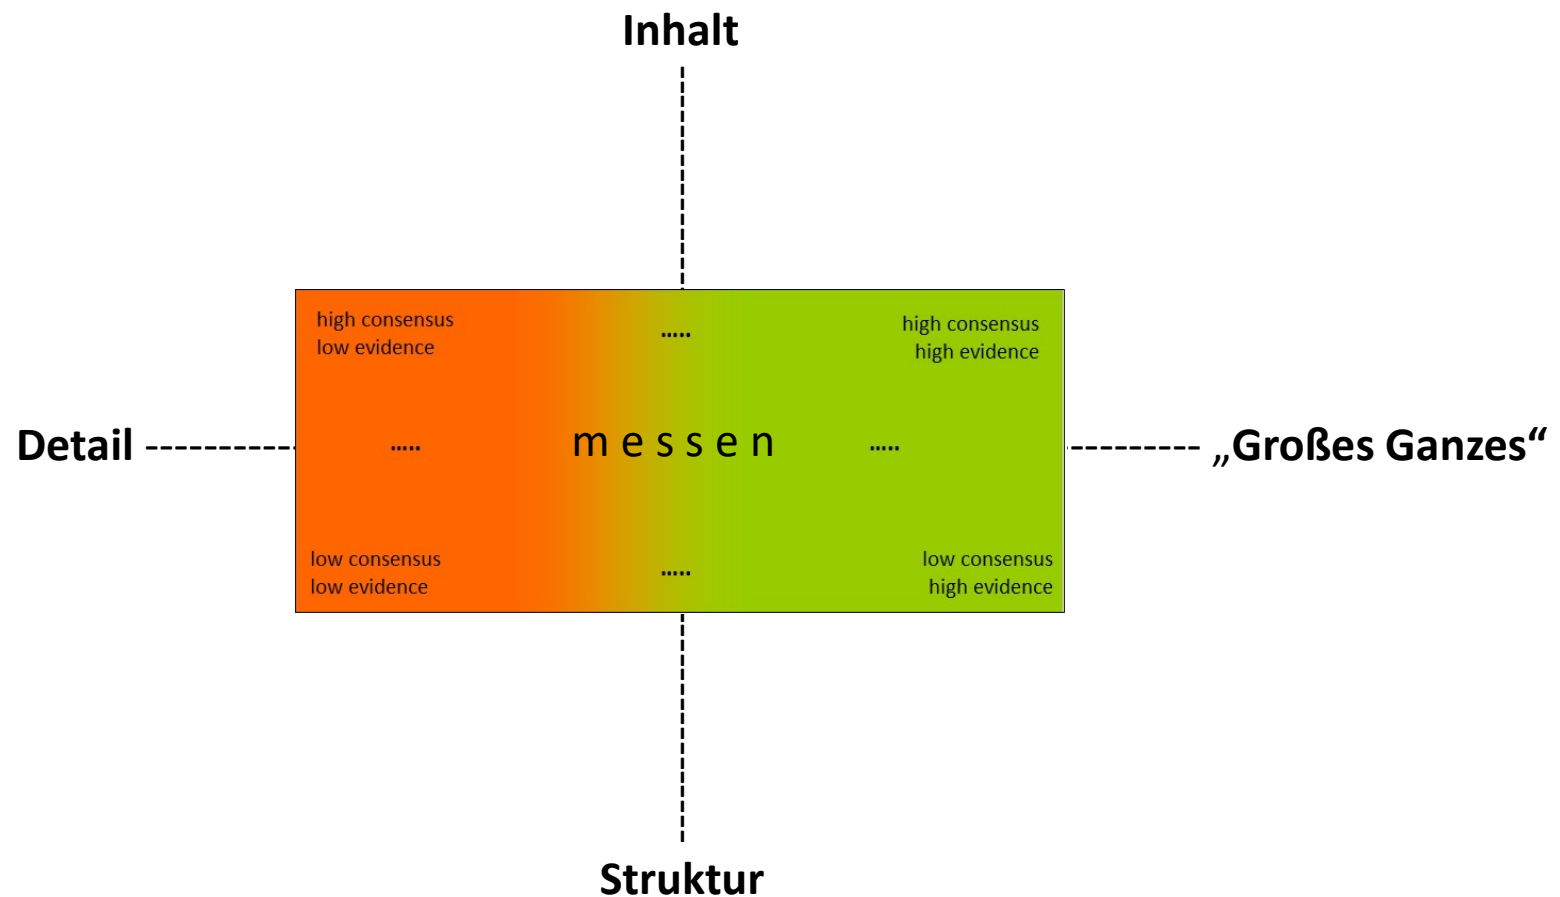 Inhalt
high consensus
low evidence
.....
high consensus
high evidence
Detail
.....
m e s s e n
.....
„Großes Ganzes“
low consensus
low evidence
.....
low consensus
high evidence
Struktur